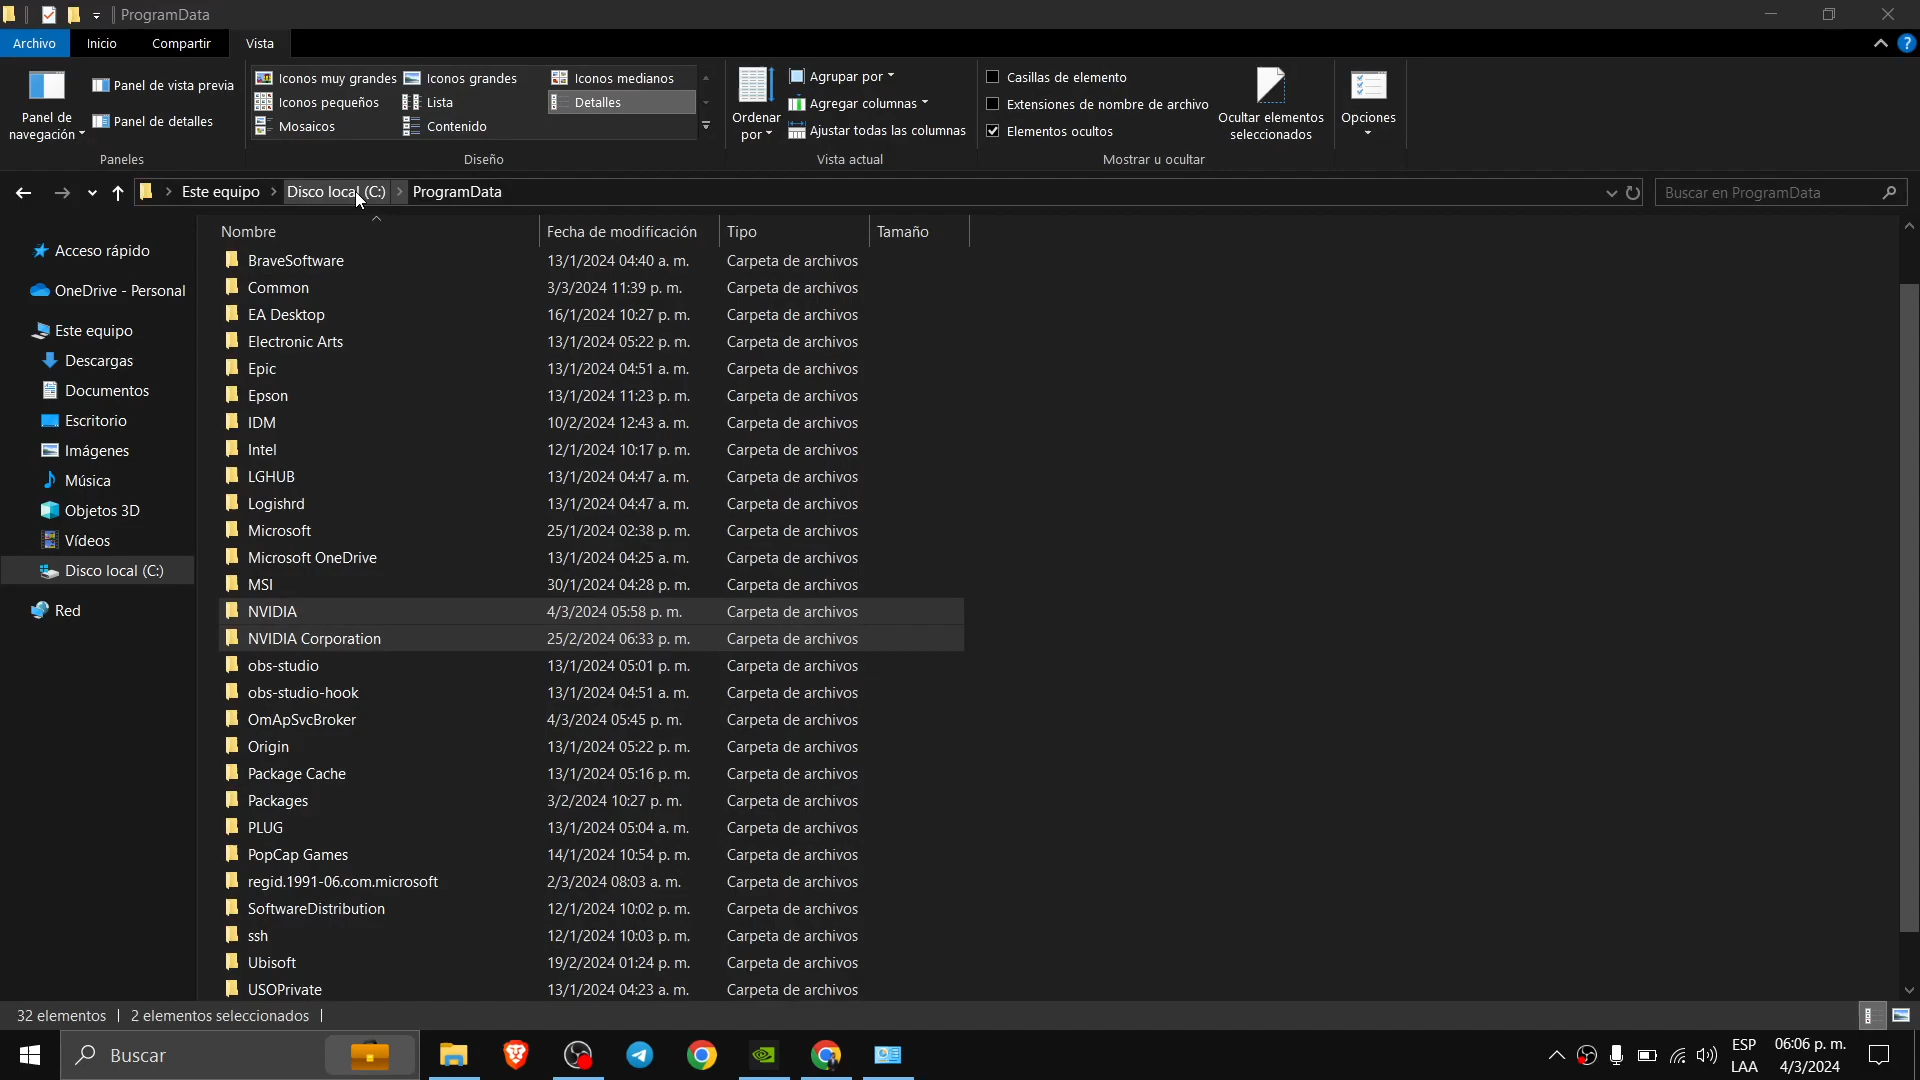 ProgramData
Archivo Inicio Compartir Vista
Panel de navegación
Panel de vista previa
Panel de detalles
Paneles
Iconos muy grandes Iconos grandes Iconos medianos
Iconos pequeños Lista Detalles
Mosaicos Contenido
Diseño
Ordenar por
Agrupar por
Agregar columnas
Ajustar todas las columnas
Vista actual
Casillas de elemento
Extensiones de nombre de archivo
Elementos ocultos
Ocultar elementos seleccionados
Mostrar u ocultar
Opciones
Este equipo Disco local (C:) ProgramData
Buscar en ProgramData
Acceso rápido
OneDrive - Personal
Este equipo
Descargas
Documentos
Escritorio
Imágenes
Música
Objetos 3D
Vídeos
Disco local (C:)
Red
Nombre Fecha de modificación Tipo Tamaño
BraveSoftware 13/1/2024 04:40 a. m. Carpeta de archivos
Common 3/3/2024 11:39 p. m. Carpeta de archivos
EA Desktop 16/1/2024 10:27 p. m. Carpeta de archivos
Electronic Arts 13/1/2024 05:22 p. m. Carpeta de archivos
Epic 13/1/2024 04:51 a. m. Carpeta de archivos
Epson 13/1/2024 11:23 p. m. Carpeta de archivos
IDM 10/2/2024 12:43 a. m. Carpeta de archivos
Intel 12/1/2024 10:17 p. m. Carpeta de archivos
LGHUB 13/1/2024 04:47 a. m. Carpeta de archivos
Logishrd 13/1/2024 04:47 a. m. Carpeta de archivos
Microsoft 25/1/2024 02:38 p. m. Carpeta de archivos
Microsoft OneDrive 13/1/2024 04:25 a. m. Carpeta de archivos
MSI 30/1/2024 04:28 p. m. Carpeta de archivos
NVIDIA 4/3/2024 05:58 p. m. Carpeta de archivos
NVIDIA Corporation 25/2/2024 06:33 p. m. Carpeta de archivos
obs-studio 13/1/2024 05:01 p. m. Carpeta de archivos
obs-studio-hook 13/1/2024 04:51 a. m. Carpeta de archivos
OmApSvcBroker 4/3/2024 05:45 p. m. Carpeta de archivos
Origin 13/1/2024 05:22 p. m. Carpeta de archivos
Package Cache 13/1/2024 05:16 p. m. Carpeta de archivos
Packages 3/2/2024 10:27 p. m. Carpeta de archivos
PLUG 13/1/2024 05:04 a. m. Carpeta de archivos
PopCap Games 14/1/2024 10:54 p. m. Carpeta de archivos
regid.1991-06.com.microsoft 2/3/2024 08:03 a. m. Carpeta de archivos
SoftwareDistribution 12/1/2024 10:02 p. m. Carpeta de archivos
ssh 12/1/2024 10:03 p. m. Carpeta de archivos
Ubisoft 19/2/2024 01:24 p. m. Carpeta de archivos
USOPrivate 13/1/2024 04:23 a. m. Carpeta de archivos
32 elementos 2 elementos seleccionados
Buscar
ESP
LAA
06:06 p. m.
4/3/2024